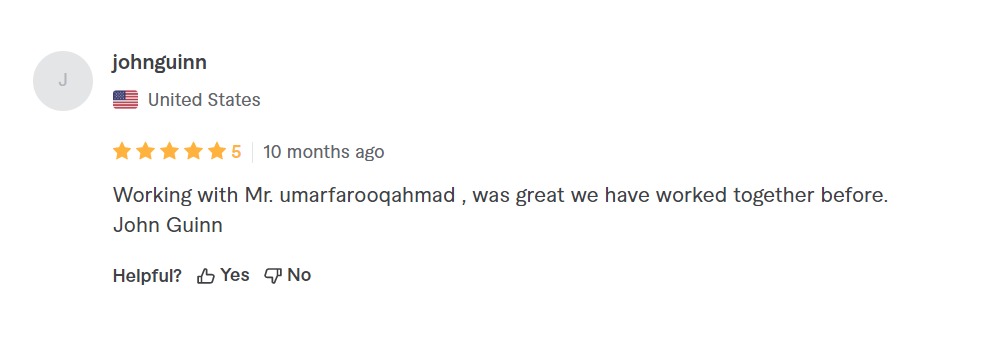 J
johnguinn
United States
5 10 months ago
Working with Mr. umarfarooqahmad , was great we have worked together before.
John Guinn
Helpful? Yes No